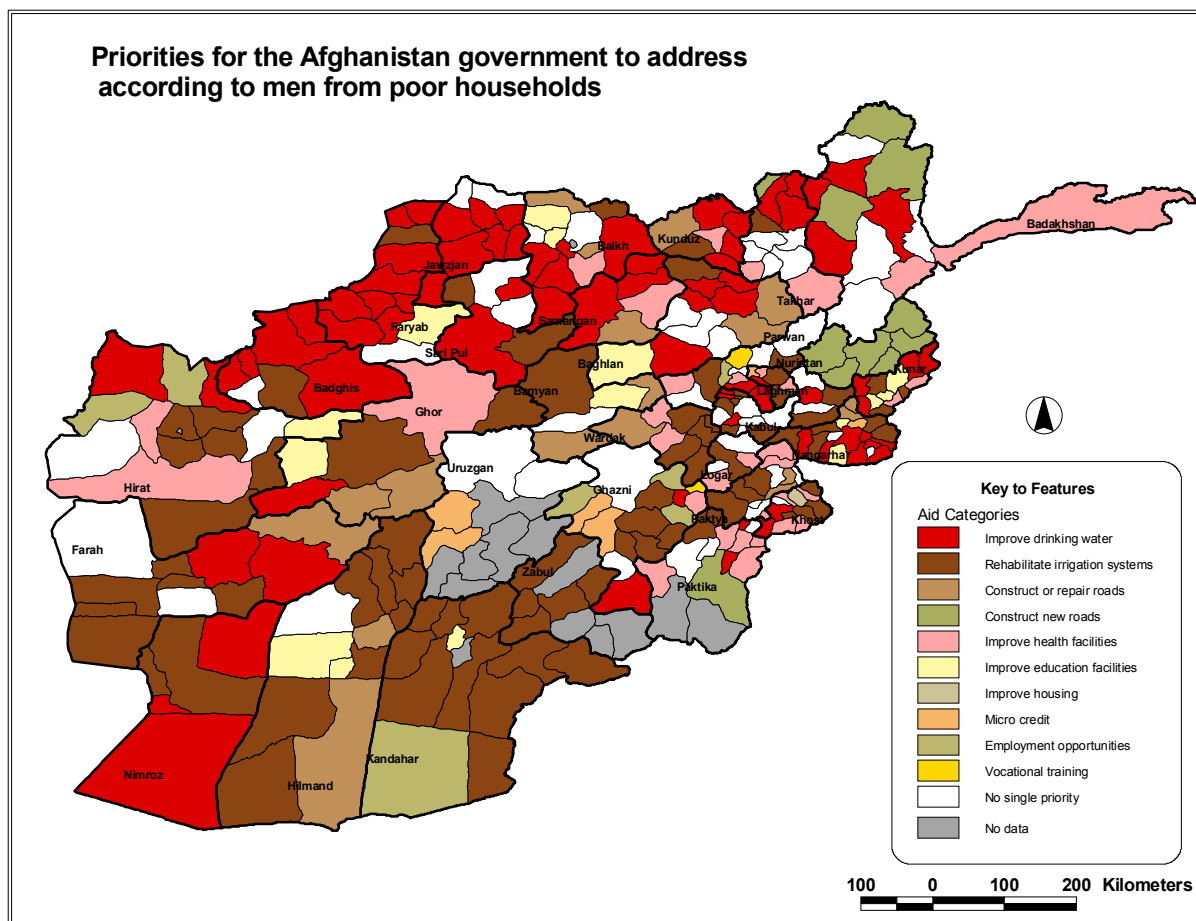 Priorities for the Afghanistan government to address
according to men from poor households
Badakhshan
Balkh
Kunduz
Jawzjan
Takhar
Samangan
Faryab
Parwan
Sari Pul
Nuristan
Baghlan
Kunar
Badghis
Bamyan
Laghman
Ghor
Kabul
Wardak
Nangarhar
Uruzgan
Logar
Hirat
Ghazni
Paktya
Khost
Farah
Zabul
Paktika
Kandahar
Nimroz
Hilmand
Key to Features
Aid Categories
Improve drinking water
Rehabilitate irrigation systems
Construct or repair roads
Construct new roads
Improve health facilities
Improve education facilities
Improve housing
Micro credit
Employment opportunities
Vocational training
No single priority
No data
100 0 100 200 Kilometers